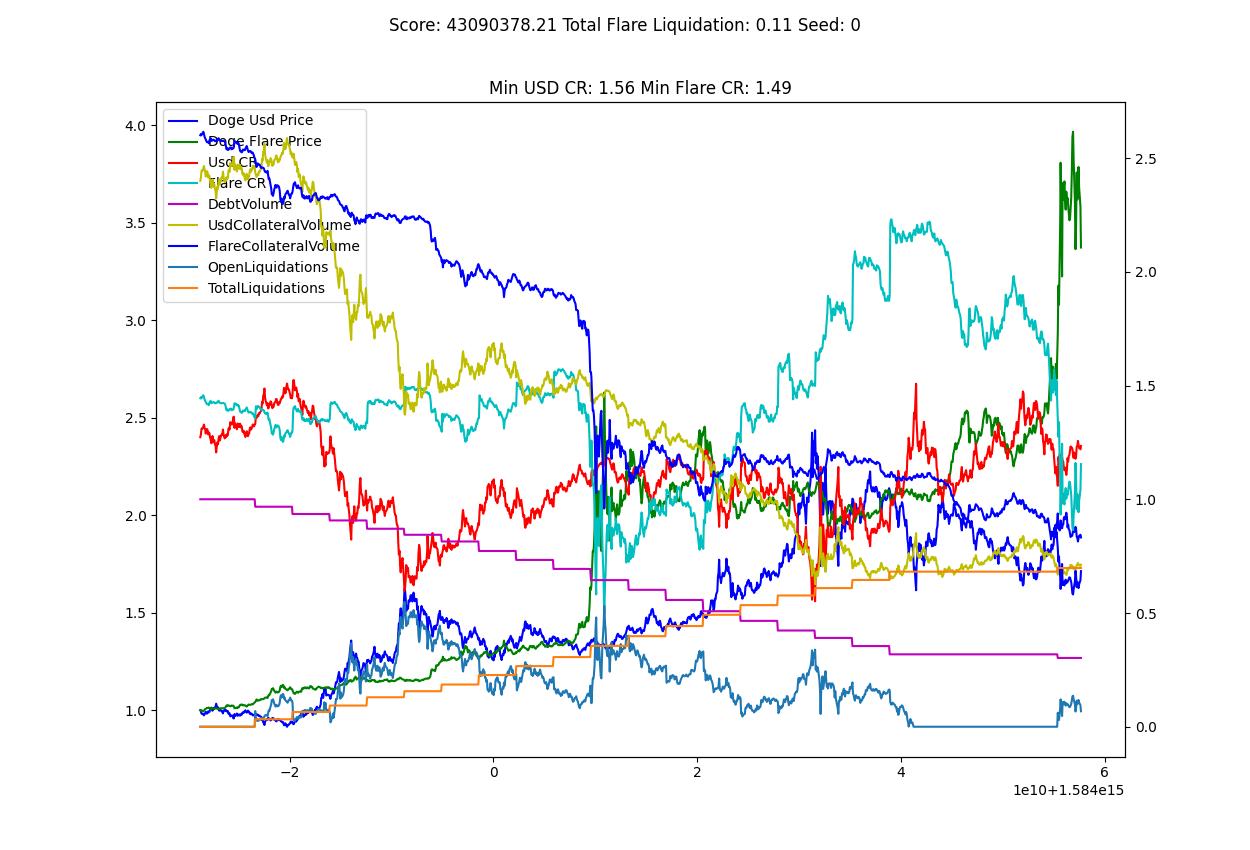 Score: 43090378.21 Total Flare Liquidation: 0.11 Seed: 0
Min USD CR: 1.56 Min Flare CR: 1.49
Doge Usd Price
Doge Flare Price
Usd CR
Flare CR
DebtVolume
UsdCollateralVolume
FlareCollateralVolume
OpenLiquidations
TotalLiquidations
4.0
3.5
3.0
2.5
2.0
1.5
1.0
2.5
2.0
1.5
1.0
0.5
0.0
−2 0 2 4 6
1e10+1.584e15